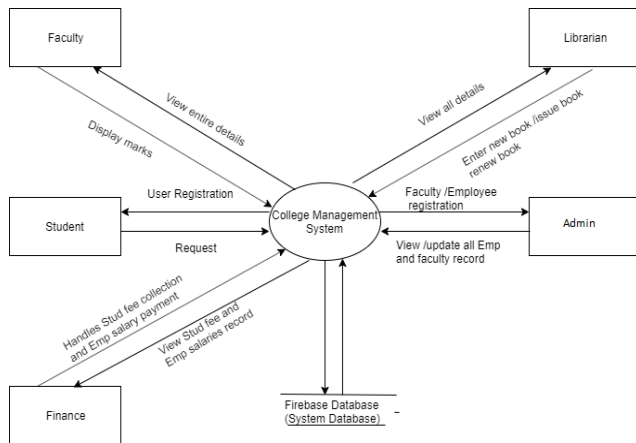 Faculty
Librarian
View entire details
Display marks
View all details
Enter new book /issue book
renew book
User Registration
Faculty /Employee
registration
Student
College Management
System
Admin
Request
View /update all Emp
and faculty record
Handles Stud fee collection
and Emp salary payment
View Stud fee and
Emp salaries record
Finance
Firebase Database
(System Database)